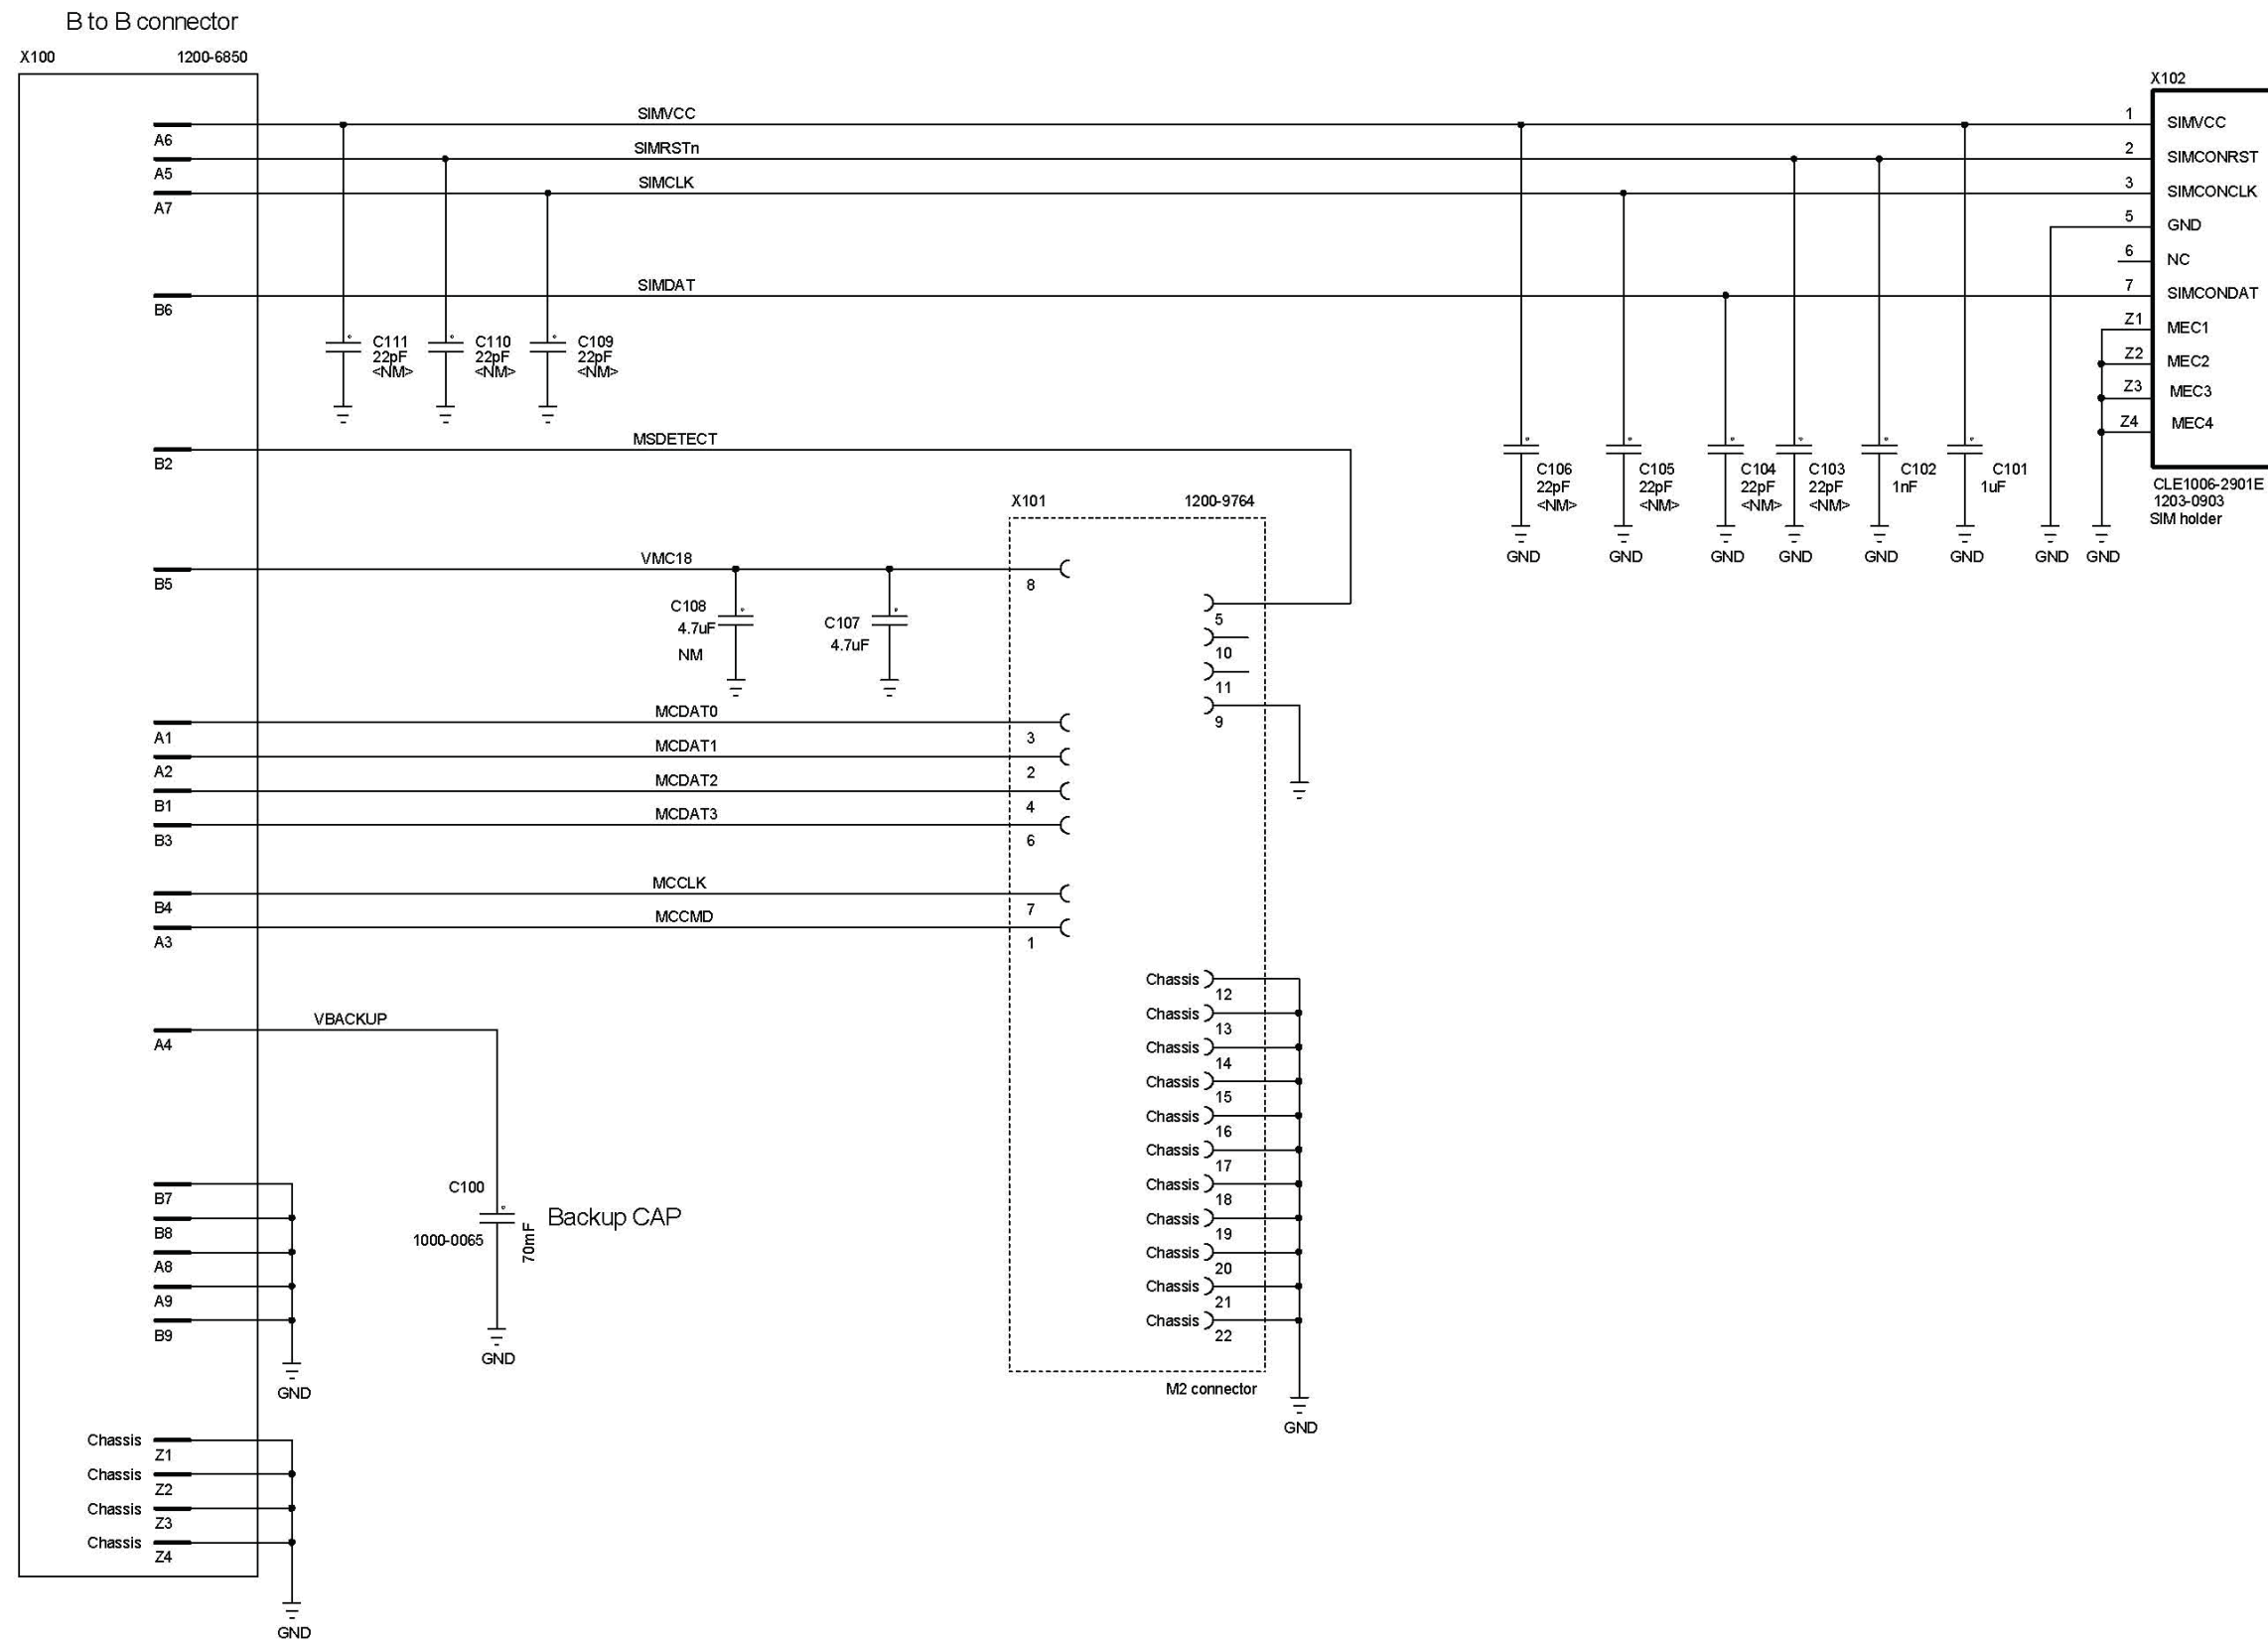 B to B connector
X100 1200-6850
X102
SIMVCC
A6
1 SIMVCC
SIMRSTn
A5
2 SIMCONRST
SIMCLK
A7
3 SIMCONCLK
5 GND
6 NC
SIMDAT
B6
7 SIMCONDAT
Z1 MEC1
Z2 MEC2
Z3 MEC3
Z4 MEC4
C111
22pF
<NM>
C110
22pF
<NM>
C109
22pF
<NM>
MSDETECT
B2
C106
22pF
<NM>
GND
C105
22pF
<NM>
GND
C104
22pF
<NM>
GND
C103
22pF
<NM>
GND
C102
1nF
GND
C101
1uF
GND
GND
GND
CLE1006-2901E
1203-0903
SIM holder
X101 1200-9764
VMC18
B5
8
C108
4.7uF
NM
C107
4.7uF
5
10
11
9
MCDAT0
A1
3
MCDAT1
A2
2
MCDAT2
B1
4
MCDAT3
B3
6
MCCLK
B4
7
MCCMD
A3
1
Chassis
12
Chassis
13
Chassis
14
Chassis
15
Chassis
16
Chassis
17
Chassis
18
Chassis
19
Chassis
20
Chassis
21
Chassis
22
M2 connector
GND
VBACKUP
A4
C100
1000-0065
70mF
Backup CAP
GND
B7
B8
A8
A9
B9
GND
Chassis
Z1
Chassis
Z2
Chassis
Z3
Chassis
Z4
GND